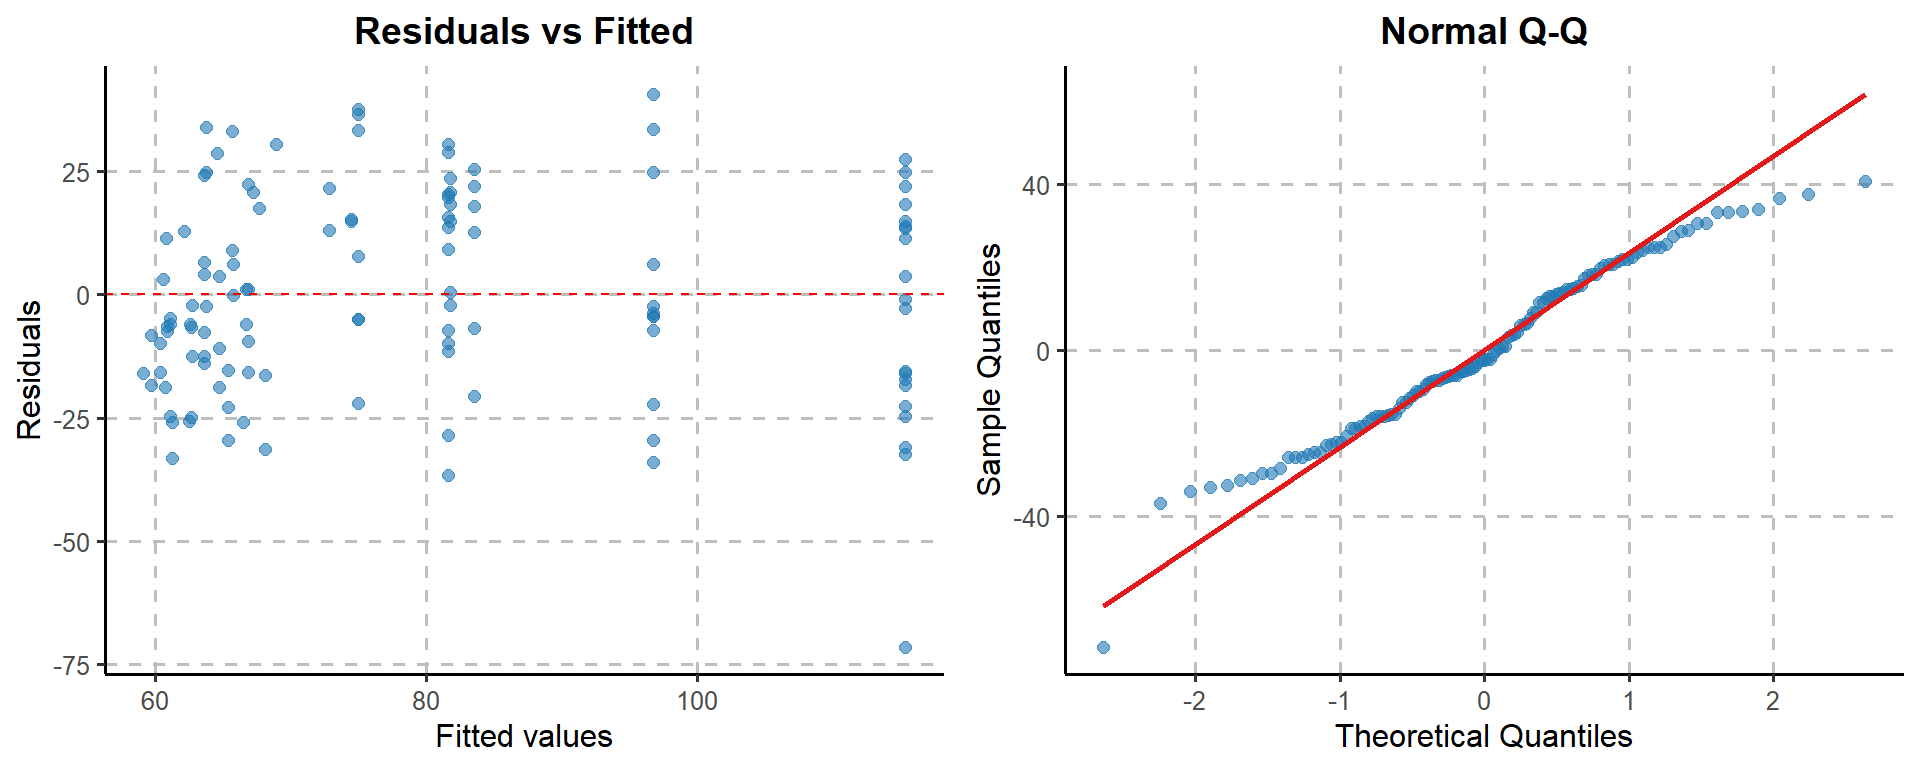 Residuals vs Fitted
Residuals
25
0
-25
-50
-75
60 80 100
Fitted values
Normal Q-Q
Sample Quantiles
40
0
-40
-2 -1 0 1 2
Theoretical Quantiles